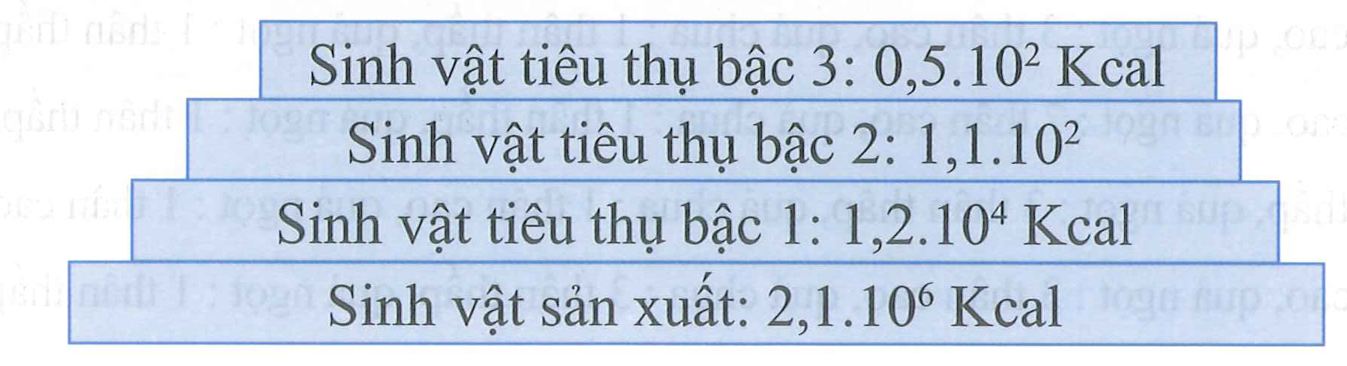 Sinh vật tiêu thụ bậc 3: 0,5.10² Kcal
Sinh vật tiêu thụ bậc 2: 1,1.10²
Sinh vật tiêu thụ bậc 1: 1,2.10⁴ Kcal
Sinh vật sản xuất: 2,1.10⁶ Kcal